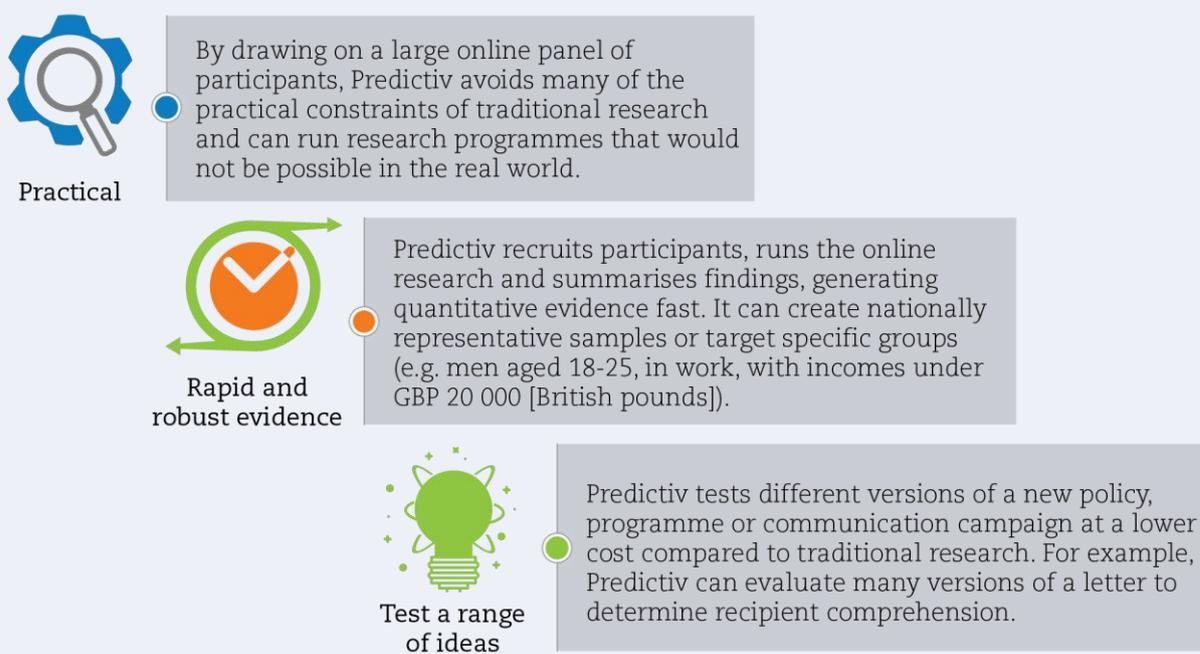 By drawing on a large online panel of
participants, Predictiv avoids many of the
practical constraints of traditional research
and can run research programmes that would
not be possible in the real world.
Practical
Predictiv recruits participants, runs the online
research and summarises findings, generating
quantitative evidence fast. It can create nationally
representative samples or target specific groups
(e.g. men aged 18-25, in work, with incomes under
GBP 20 000 [British pounds]).
Rapid and
robust evidence
Predictiv tests different versions of a new policy,
programme or communication campaign at a lower
cost compared to traditional research. For example,
Predictiv can evaluate many versions of a letter to
determine recipient comprehension.
Test a range
of ideas